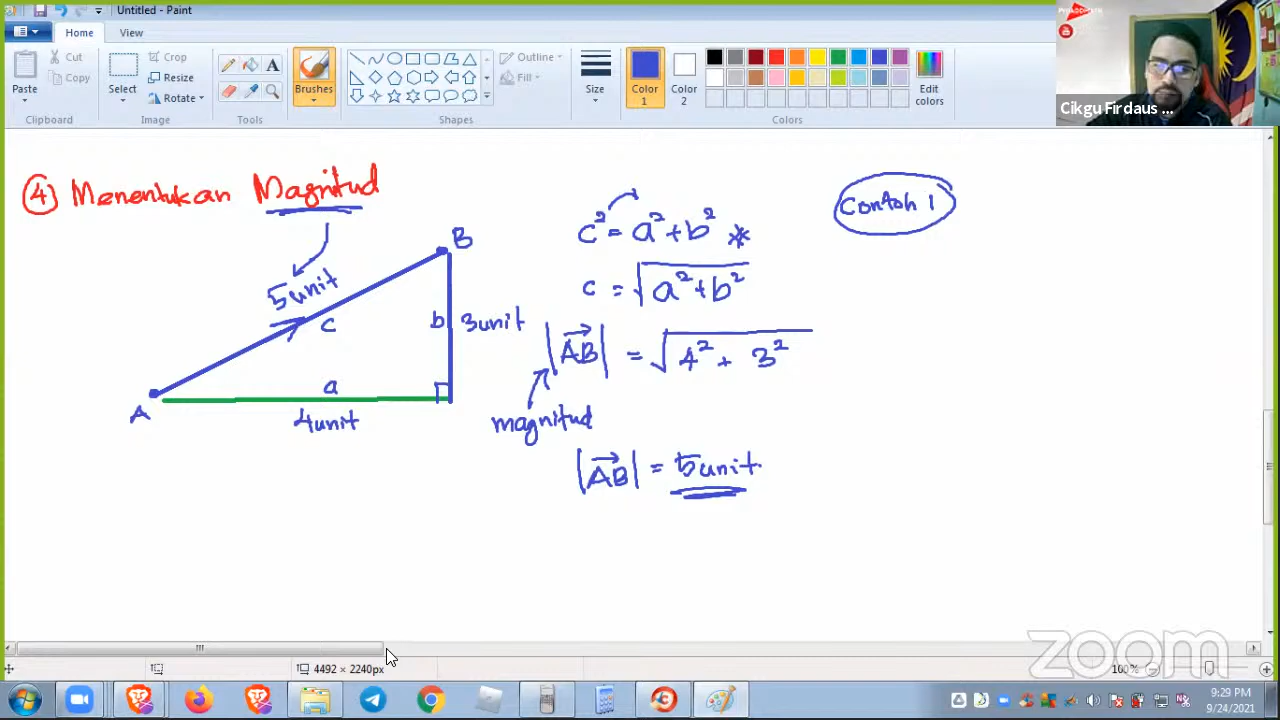 Untitled - Paint
Home
View
Paste
Cut
Copy
Clipboard
Select
Crop
Resize
Rotate
Image
Tools
Brushes
Shapes
Outline
Fill
Size
Color 1
Color 2
Edit colors
Colors
Cikgu Firdaus ...
④ Menentukan Magnitud
Contoh 1
c² = a² + b² *
c = √(a² + b²)
|AB→| = √(4² + 3²)
magnitud
|AB→| = 5unit
B
5unit
c
b
3unit
a
A
4unit
zoom
4492 × 2240px
100%
9:29 PM
9/24/2021